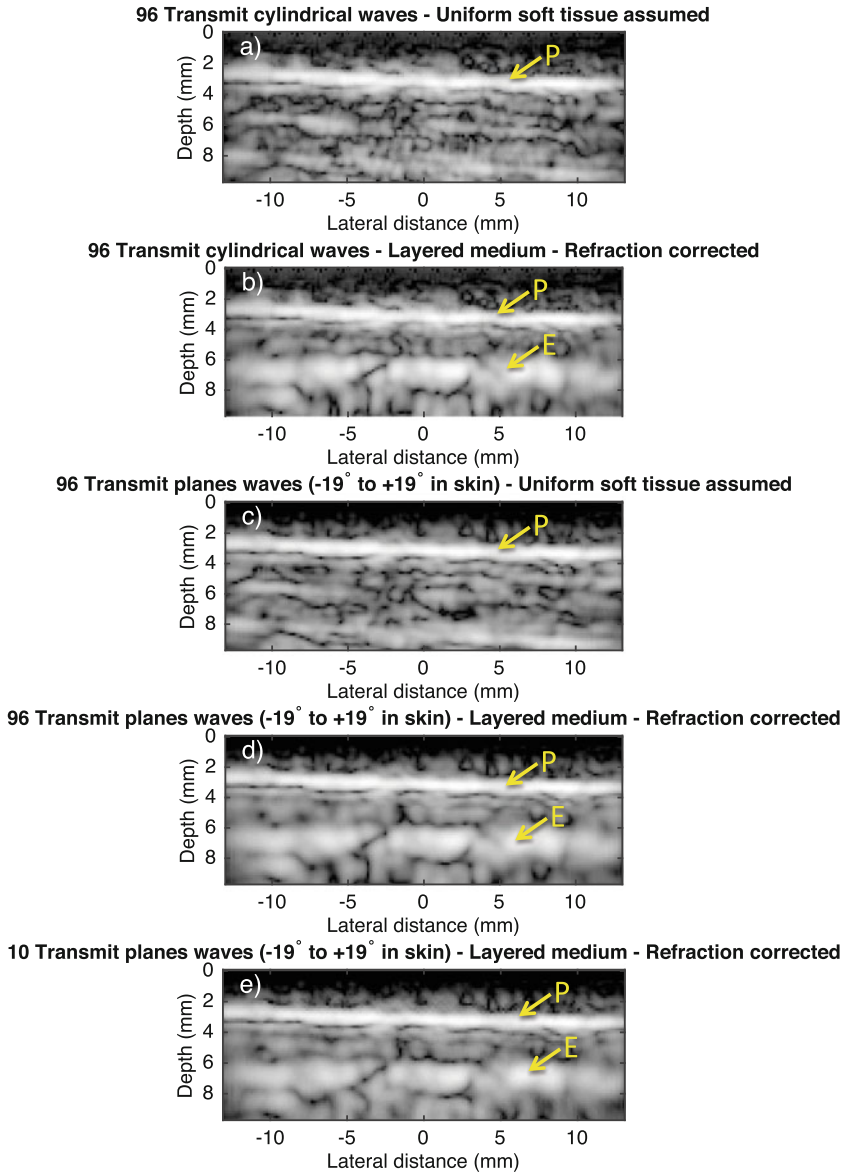 96 Transmit cylindrical waves - Uniform soft tissue assumed
a)
P
0
2
4
6
8
Depth (mm)
-10 -5 0 5 10
Lateral distance (mm)
96 Transmit cylindrical waves - Layered medium - Refraction corrected
b)
P
E
0
2
4
6
8
Depth (mm)
-10 -5 0 5 10
Lateral distance (mm)
96 Transmit planes waves (-19° to +19° in skin) - Uniform soft tissue assumed
c)
P
0
2
4
6
8
Depth (mm)
-10 -5 0 5 10
Lateral distance (mm)
96 Transmit planes waves (-19° to +19° in skin) - Layered medium - Refraction corrected
d)
P
E
0
2
4
6
8
Depth (mm)
-10 -5 0 5 10
Lateral distance (mm)
10 Transmit planes waves (-19° to +19° in skin) - Layered medium - Refraction corrected
e)
P
E
0
2
4
6
8
Depth (mm)
-10 -5 0 5 10
Lateral distance (mm)